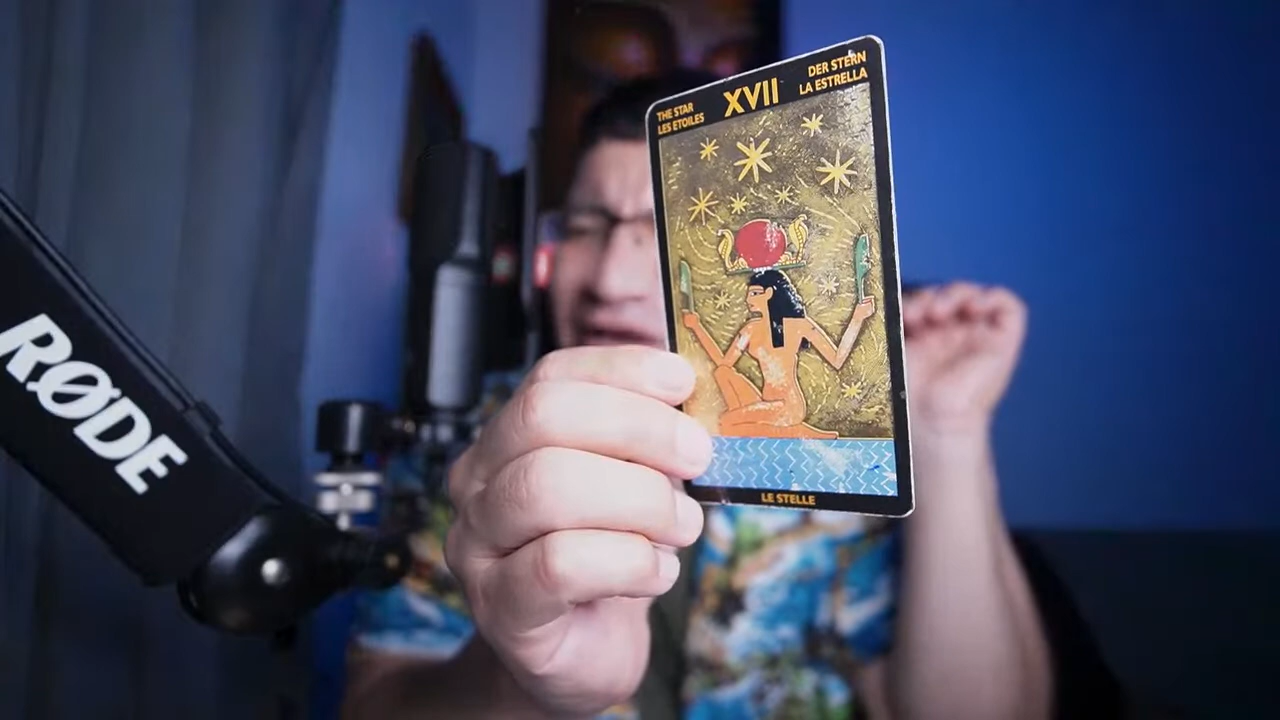 THE STAR
LES ETOILES
XVII
DER STERN
LA ESTRELLA
LE STELLE
RØDE